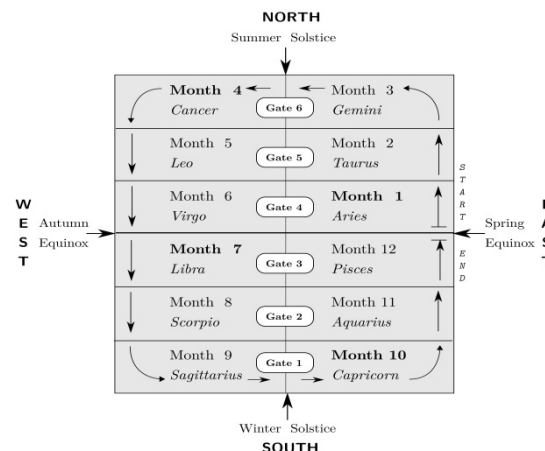 NORTH
Summer Solstice
Month 4
Month 3
Cancer
Gate 6
Gemini
Month 5
Month 2
Leo
Gate 5
Taurus
Month 6
Month 1
Virgo
Gate 4
Aries
START
WEST
Autumn
Equinox
Spring
Equinox
Month 7
Month 12
Libra
Gate 3
Pisces
END
Month 8
Month 11
Scorpio
Gate 2
Aquarius
Month 9
Month 10
Sagittarius
Gate 1
Capricorn
Winter Solstice
SOUTH